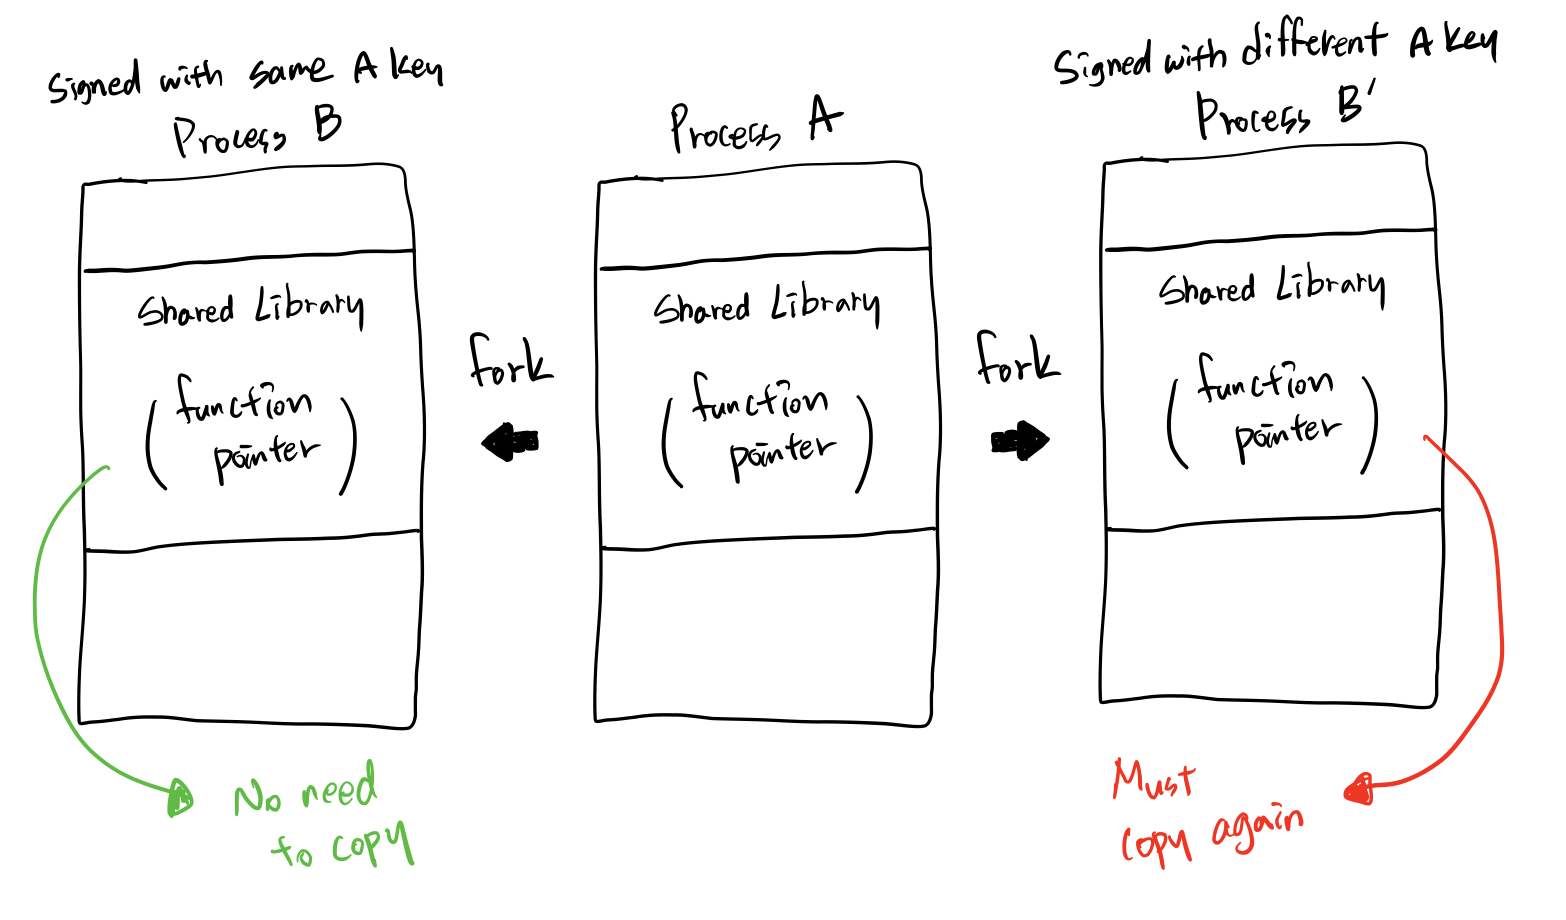 Signed with same A key
Process B
Shared Library
(function
pointer)
No need
to copy
fork
Process A
Shared Library
(function
pointer)
fork
Signed with different A key
Process B'
Shared Library
(function
pointer)
Must
copy again